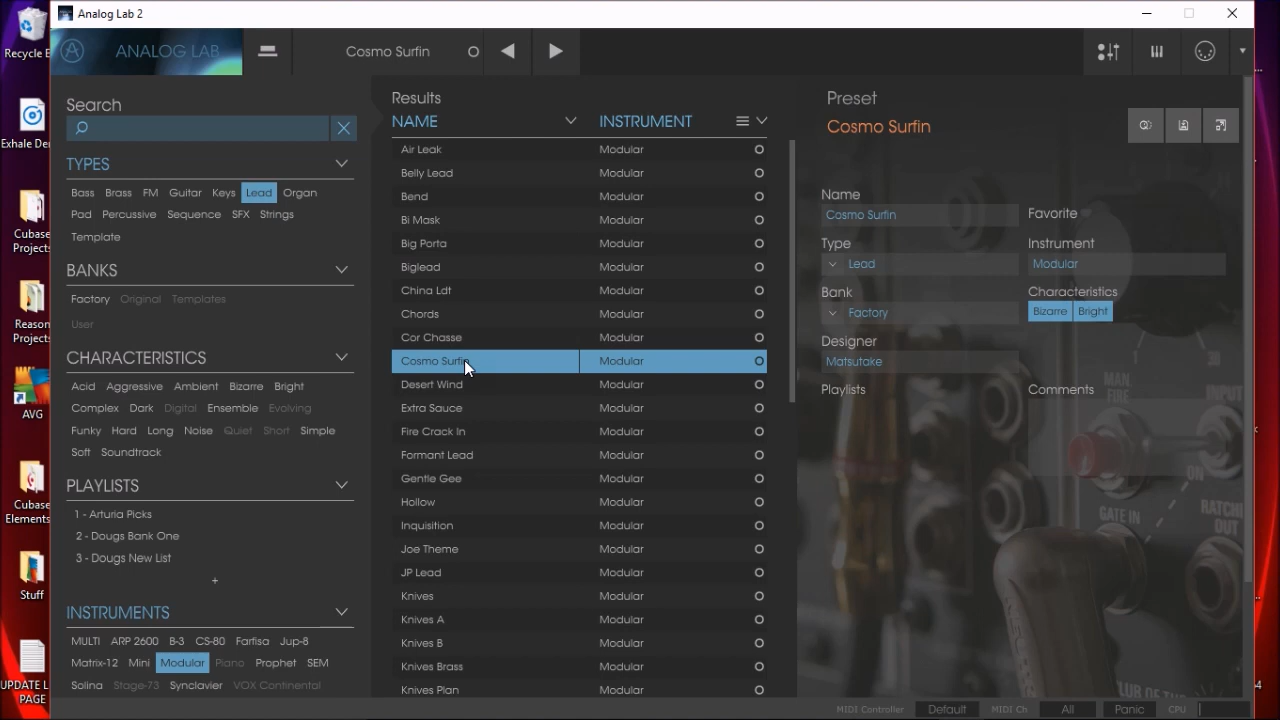 Analog Lab 2
Recycle B
Exhale De
Cubase
Projects
Reason
Projects
AVG
Cubase
Elements
Stuff
UPDATE L
PAGE
ANALOG LAB
Cosmo Surfin
Search
TYPES
Bass Brass FM Guitar Keys Lead Organ
Pad Percussive Sequence SFX Strings
Template
BANKS
Factory Original Templates
User
CHARACTERISTICS
Acid Aggressive Ambient Bizarre Bright
Complex Dark Digital Ensemble Evolving
Funky Hard Long Noise Quiet Short Simple
Soft Soundtrack
PLAYLISTS
1 - Arturia Picks
2 - Dougs Bank One
3 - Dougs New List
+
INSTRUMENTS
MULTI ARP 2600 B-3 CS-80 Farfisa Jup-8
Matrix-12 Mini Modular Piano Prophet SEM
Solina Stage-73 Synclavier VOX Continental
Results
NAME INSTRUMENT
Air Leak Modular
Belly Lead Modular
Bend Modular
Bi Mask Modular
Big Porta Modular
Biglead Modular
China Ldt Modular
Chords Modular
Cor Chasse Modular
Cosmo Surfin Modular
Desert Wind Modular
Extra Sauce Modular
Fire Crack In Modular
Formant Lead Modular
Gentle Gee Modular
Hollow Modular
Inquisition Modular
Joe Theme Modular
JP Lead Modular
Knives Modular
Knives A Modular
Knives B Modular
Knives Brass Modular
Knives Plan Modular
Preset
Cosmo Surfin
Name
Cosmo Surfin
Favorite
Type
Lead
Instrument
Modular
Bank
Factory
Characteristics
Bizarre Bright
Designer
Matsutake
Playlists
Comments
MAN.
FIRE
INPUT
ON
GATE IN
RATCH
OUT
MIDI Controller Default MIDI Ch All Panic CPU